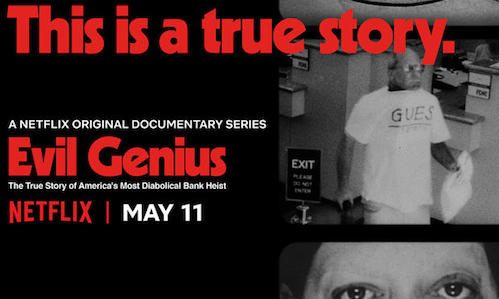 This is a true story.
A NETFLIX ORIGINAL DOCUMENTARY SERIES
Evil Genius
The True Story of America's Most Diabolical Bank Heist
NETFLIX | MAY 11
GUES
EXIT
PLEASE
DO NOT
ENTER